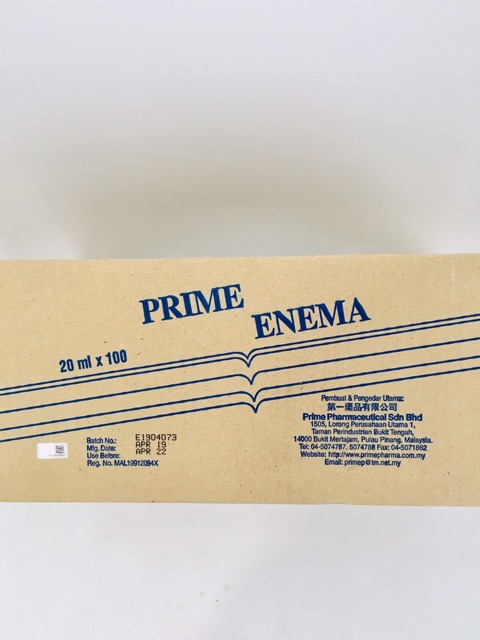 PRIME
ENEMA
20 ml x 100
Batch No.: E1904073
Mfg. Date: APR 19
Use Before: APR 22
Reg. No. MAL19912094X
Pembuat & Pengedar Utama:
第一藥品有限公司
Prime Pharmaceutical Sdn Bhd
1505, Lorong Perusahaan Utama 1,
Taman Perindustrian Bukit Tengah,
14000 Bukit Mertajam, Pulau Pinang, Malaysia.
Tel: 04-5074787, 5074788 Fax: 04-5071862
Website: http://www.primepharma.com.my
Email: primep@tm.net.my